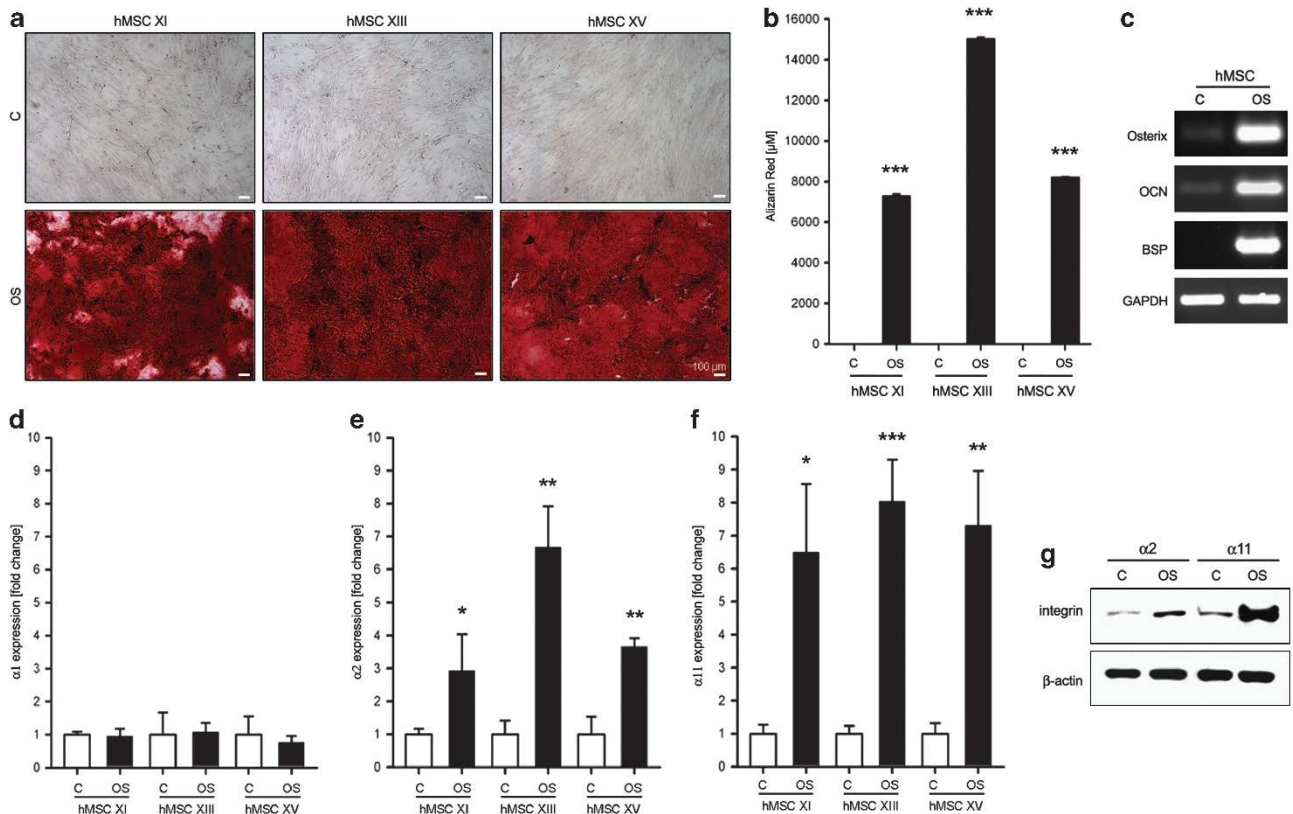 a
hMSC XI hMSC XIII hMSC XV
C
OS
100 µm
b
Alizarin Red [µM]
16000
14000
12000
10000
8000
6000
4000
2000
0
*** *** ***
C OS C OS C OS
hMSC XI hMSC XIII hMSC XV
c
hMSC
C OS
Osterix
OCN
BSP
GAPDH
d
α1 expression [fold change]
10
9
8
7
6
5
4
3
2
1
0
C OS C OS C OS
hMSC XI hMSC XIII hMSC XV
e
α2 expression [fold change]
10
9
8
7
6
5
4
3
2
1
0
* ** **
C OS C OS C OS
hMSC XI hMSC XIII hMSC XV
f
α11 expression [fold change]
10
9
8
7
6
5
4
3
2
1
0
* *** **
C OS C OS C OS
hMSC XI hMSC XIII hMSC XV
g
α2 α11
C OS C OS
integrin
β-actin